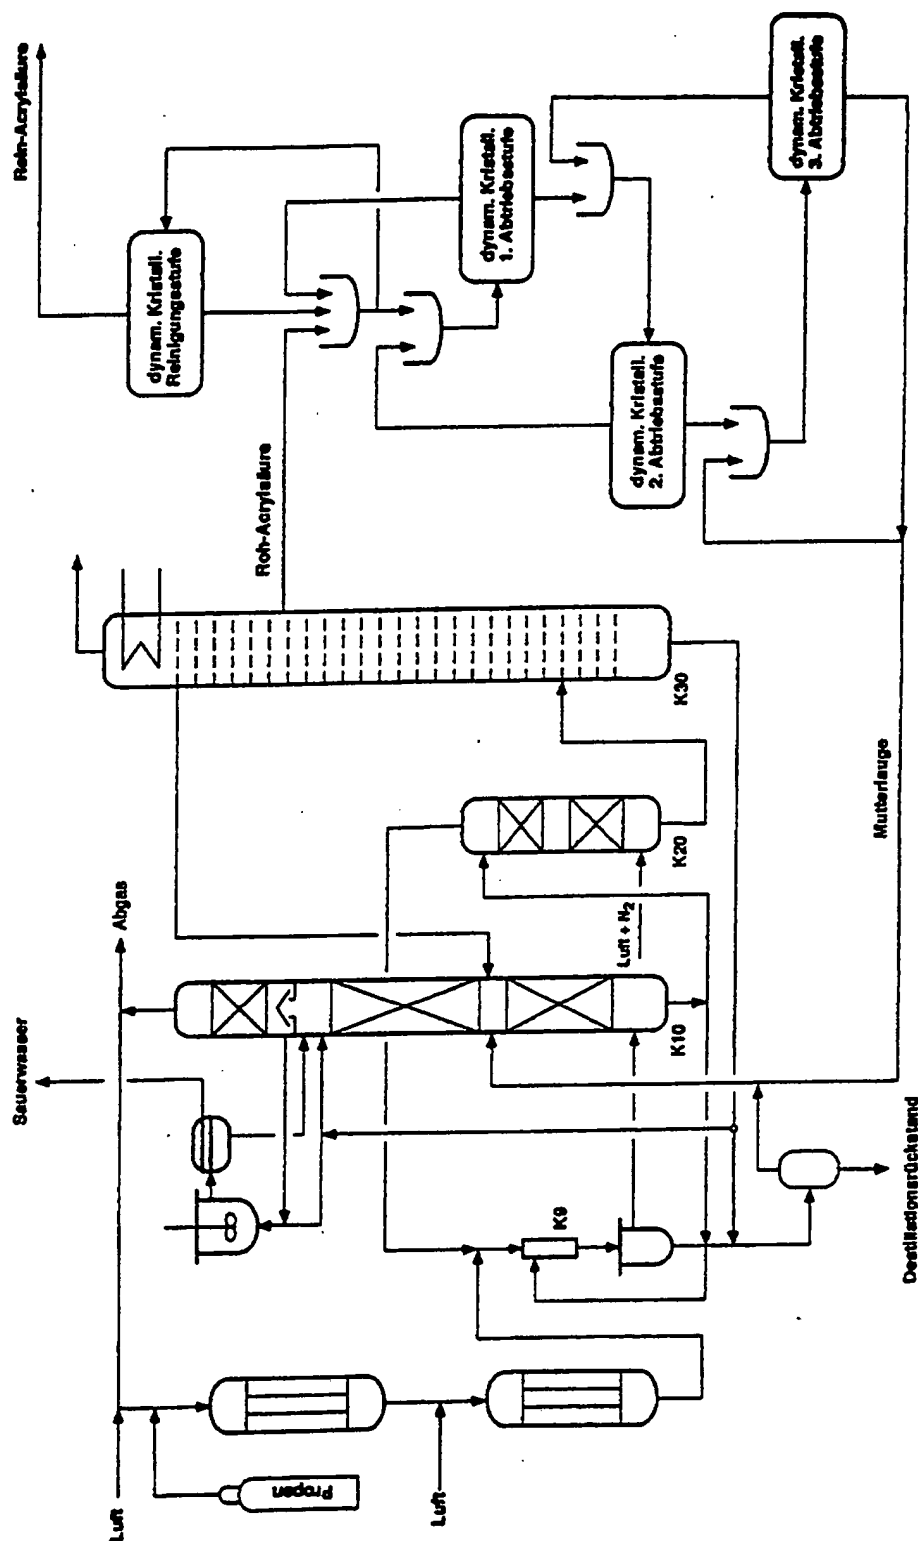 Luft
Propan
Luft
Sauerwasser
Abgas
K9
K10
Luft + N2
K20
K30
Destillationsrückstand
Mutterlauge
Roh-Acrylsäure
Rein-Acrylsäure
dynam. Kristall.
Reinigungsstufe
dynam. Kristall.
1. Abtriebsstufe
dynam. Kristall.
2. Abtriebsstufe
dynam. Kristall.
3. Abtriebsstufe